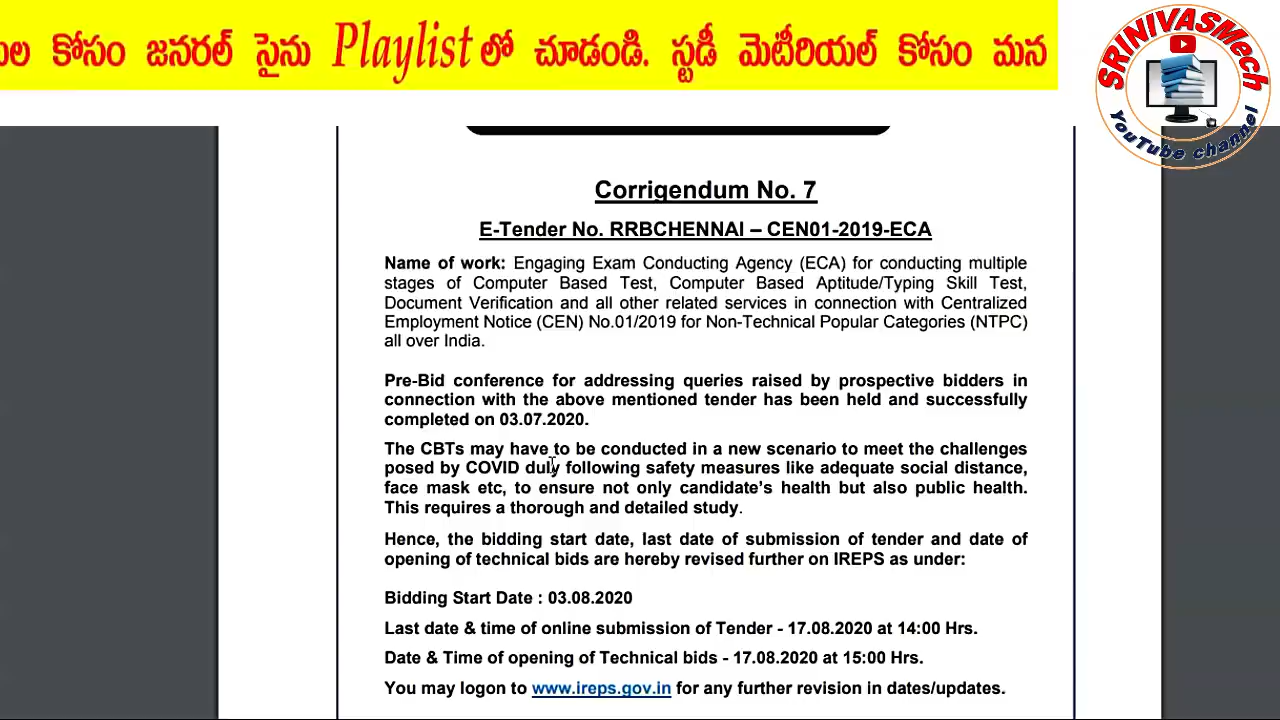 ల కోసం జనరల్ సైను Playlist లో చూడండి. స్టడీ మెటీరియల్ కోసం మన
SRINIVASMech
YouTube channel
Corrigendum No. 7
E-Tender No. RRBCHENNAI – CEN01-2019-ECA
Name of work: Engaging Exam Conducting Agency (ECA) for conducting multiple
stages of Computer Based Test, Computer Based Aptitude/Typing Skill Test,
Document Verification and all other related services in connection with Centralized
Employment Notice (CEN) No.01/2019 for Non-Technical Popular Categories (NTPC)
all over India.
Pre-Bid conference for addressing queries raised by prospective bidders in
connection with the above mentioned tender has been held and successfully
completed on 03.07.2020.
The CBTs may have to be conducted in a new scenario to meet the challenges
posed by COVID duly following safety measures like adequate social distance,
face mask etc, to ensure not only candidate's health but also public health.
This requires a thorough and detailed study.
Hence, the bidding start date, last date of submission of tender and date of
opening of technical bids are hereby revised further on IREPS as under:
Bidding Start Date : 03.08.2020
Last date & time of online submission of Tender - 17.08.2020 at 14:00 Hrs.
Date & Time of opening of Technical bids - 17.08.2020 at 15:00 Hrs.
You may logon to www.ireps.gov.in for any further revision in dates/updates.